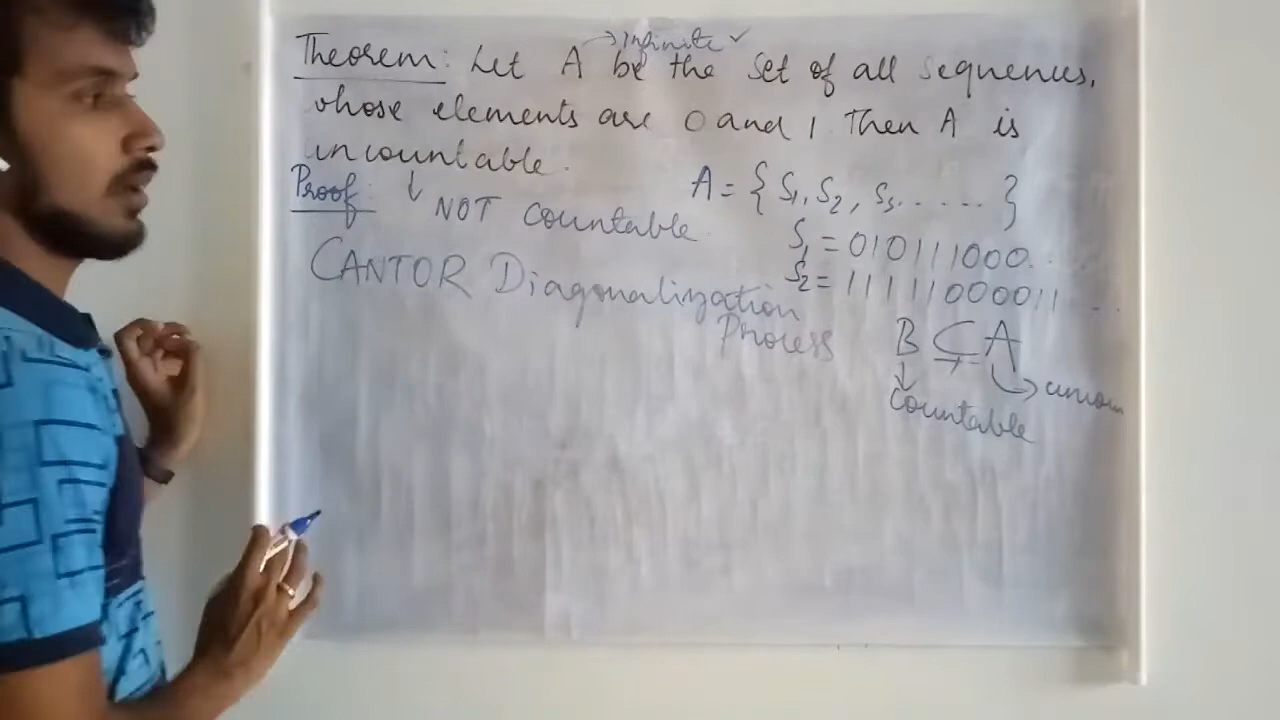 → Infinite ✓
Theorem: Let A be the set of all sequences,
whose elements are 0 and 1. Then A is
uncountable.
Proof: ↓ NOT Countable.
A = { S1, S2, S3, ..... }
S1 = 010111000...
S2 = 11111000011...
CANTOR Diagonalization
Process
B ⊊ A
Countable